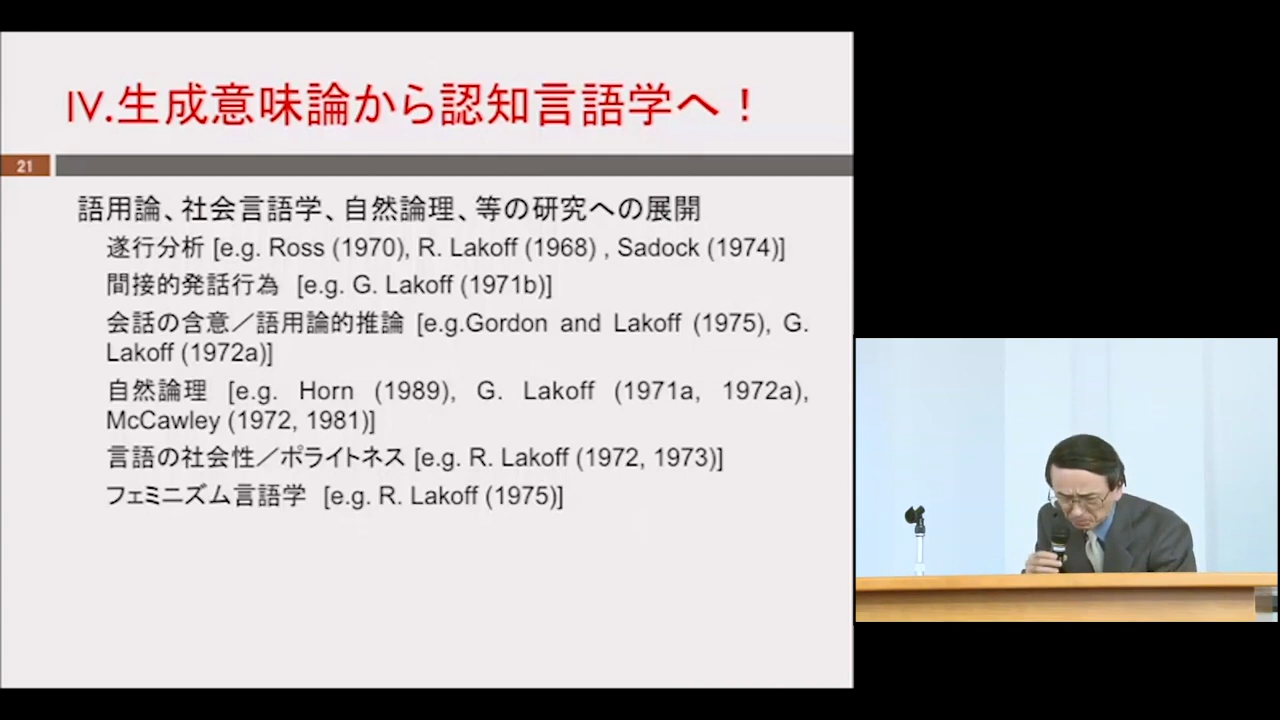 IV.生成意味論から認知言語学へ！
21
語用論、社会言語学、自然論理、等の研究への展開
遂行分析 [e.g. Ross (1970), R. Lakoff (1968) , Sadock (1974)]
間接的発話行為 [e.g. G. Lakoff (1971b)]
会話の含意／語用論的推論 [e.g.Gordon and Lakoff (1975), G.
Lakoff (1972a)]
自然論理 [e.g. Horn (1989), G. Lakoff (1971a, 1972a),
McCawley (1972, 1981)]
言語の社会性／ポライトネス [e.g. R. Lakoff (1972, 1973)]
フェミニズム言語学 [e.g. R. Lakoff (1975)]